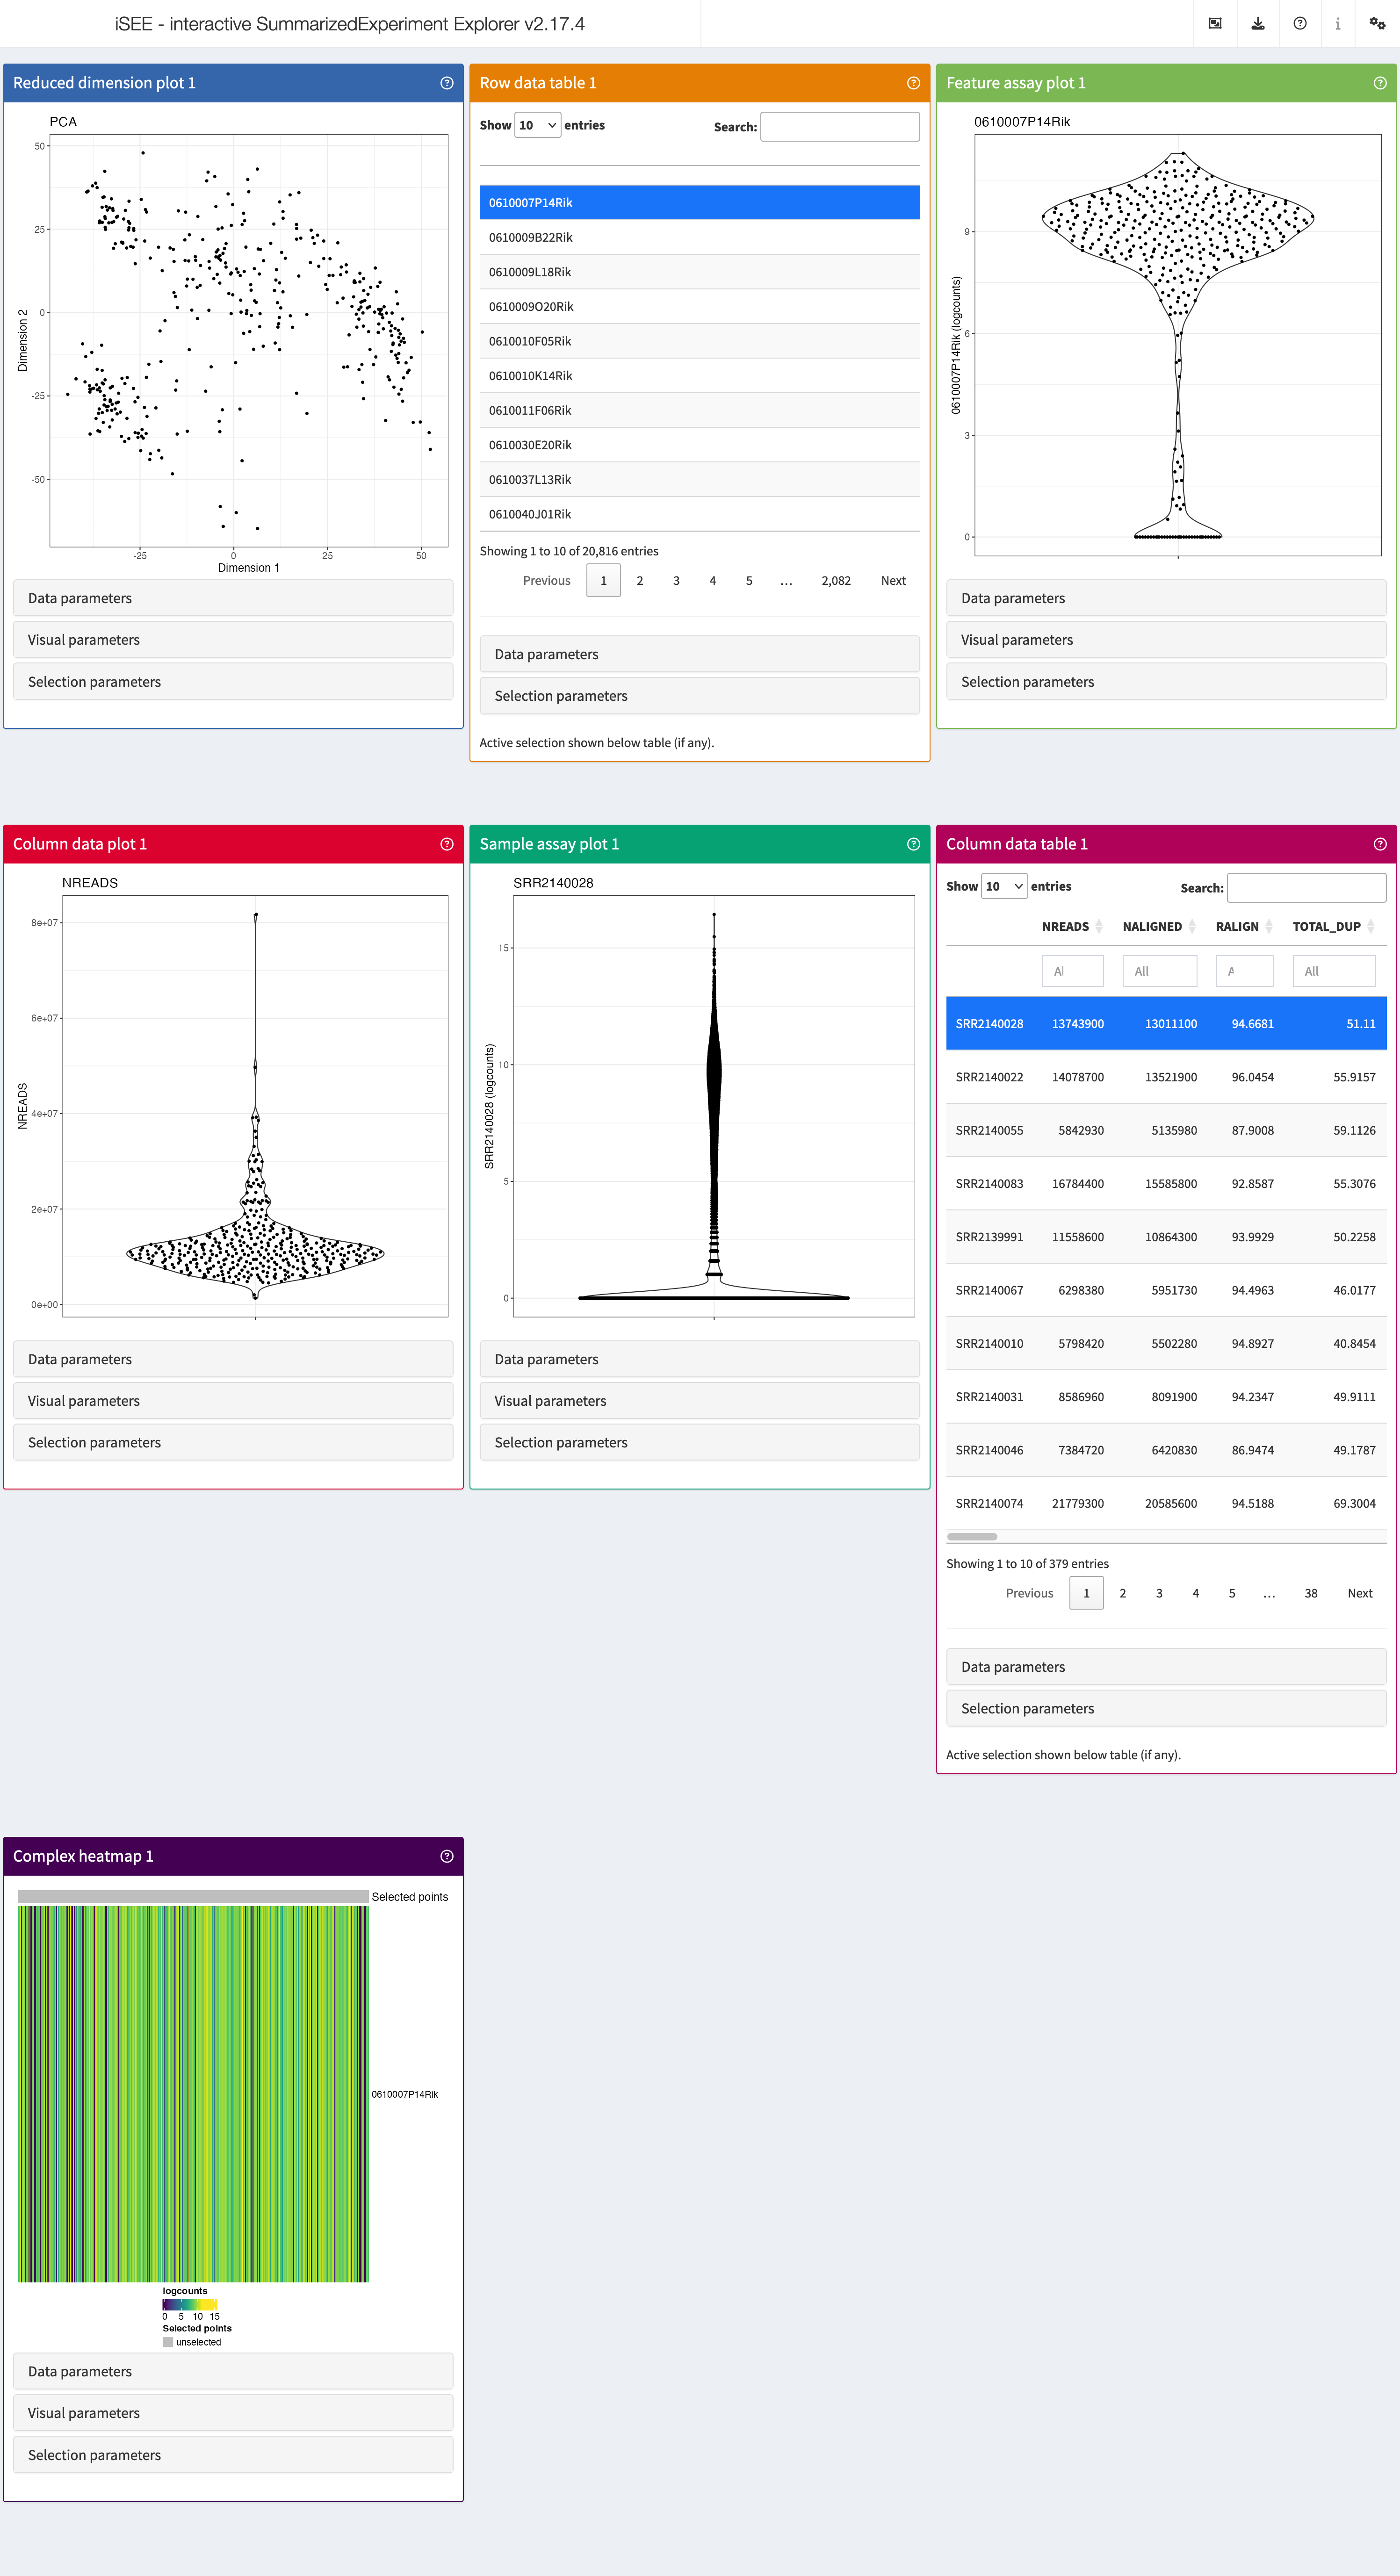 iSEE - interactive SummarizedExperiment Explorer v2.17.4
Reduced dimension plot 1
PCA
50
25
0
-25
-50
Dimension 2
-25 0 25 50
Dimension 1
Data parameters
Visual parameters
Selection parameters
Row data table 1
Show 10 entries Search:
0610007P14Rik
0610009B22Rik
0610009L18Rik
0610009O20Rik
0610010F05Rik
0610010K14Rik
0610011F06Rik
0610030E20Rik
0610037L13Rik
0610040J01Rik
Showing 1 to 10 of 20,816 entries
Previous 1 2 3 4 5 … 2,082 Next
Data parameters
Selection parameters
Active selection shown below table (if any).
Feature assay plot 1
0610007P14Rik
9
6
3
0
0610007P14Rik (logcounts)
Data parameters
Visual parameters
Selection parameters
Column data plot 1
NREADS
8e+07
6e+07
4e+07
2e+07
0e+00
NREADS
Data parameters
Visual parameters
Selection parameters
Sample assay plot 1
SRR2140028
15
10
5
0
SRR2140028 (logcounts)
Data parameters
Visual parameters
Selection parameters
Column data table 1
Show 10 entries Search:
NREADS NALIGNED RALIGN TOTAL_DUP
All All
SRR2140028 13743900 13011100 94.6681 51.11
SRR2140022 14078700 13521900 96.0454 55.9157
SRR2140055 5842930 5135980 87.9008 59.1126
SRR2140083 16784400 15585800 92.8587 55.3076
SRR2139991 11558600 10864300 93.9929 50.2258
SRR2140067 6298380 5951730 94.4963 46.0177
SRR2140010 5798420 5502280 94.8927 40.8454
SRR2140031 8586960 8091900 94.2347 49.9111
SRR2140046 7384720 6420830 86.9474 49.1787
SRR2140074 21779300 20585600 94.5188 69.3004
Showing 1 to 10 of 379 entries
Previous 1 2 3 4 5 … 38 Next
Data parameters
Selection parameters
Active selection shown below table (if any).
Complex heatmap 1
Selected points
0610007P14Rik
logcounts
0 5 10 15
Selected points
unselected
Data parameters
Visual parameters
Selection parameters